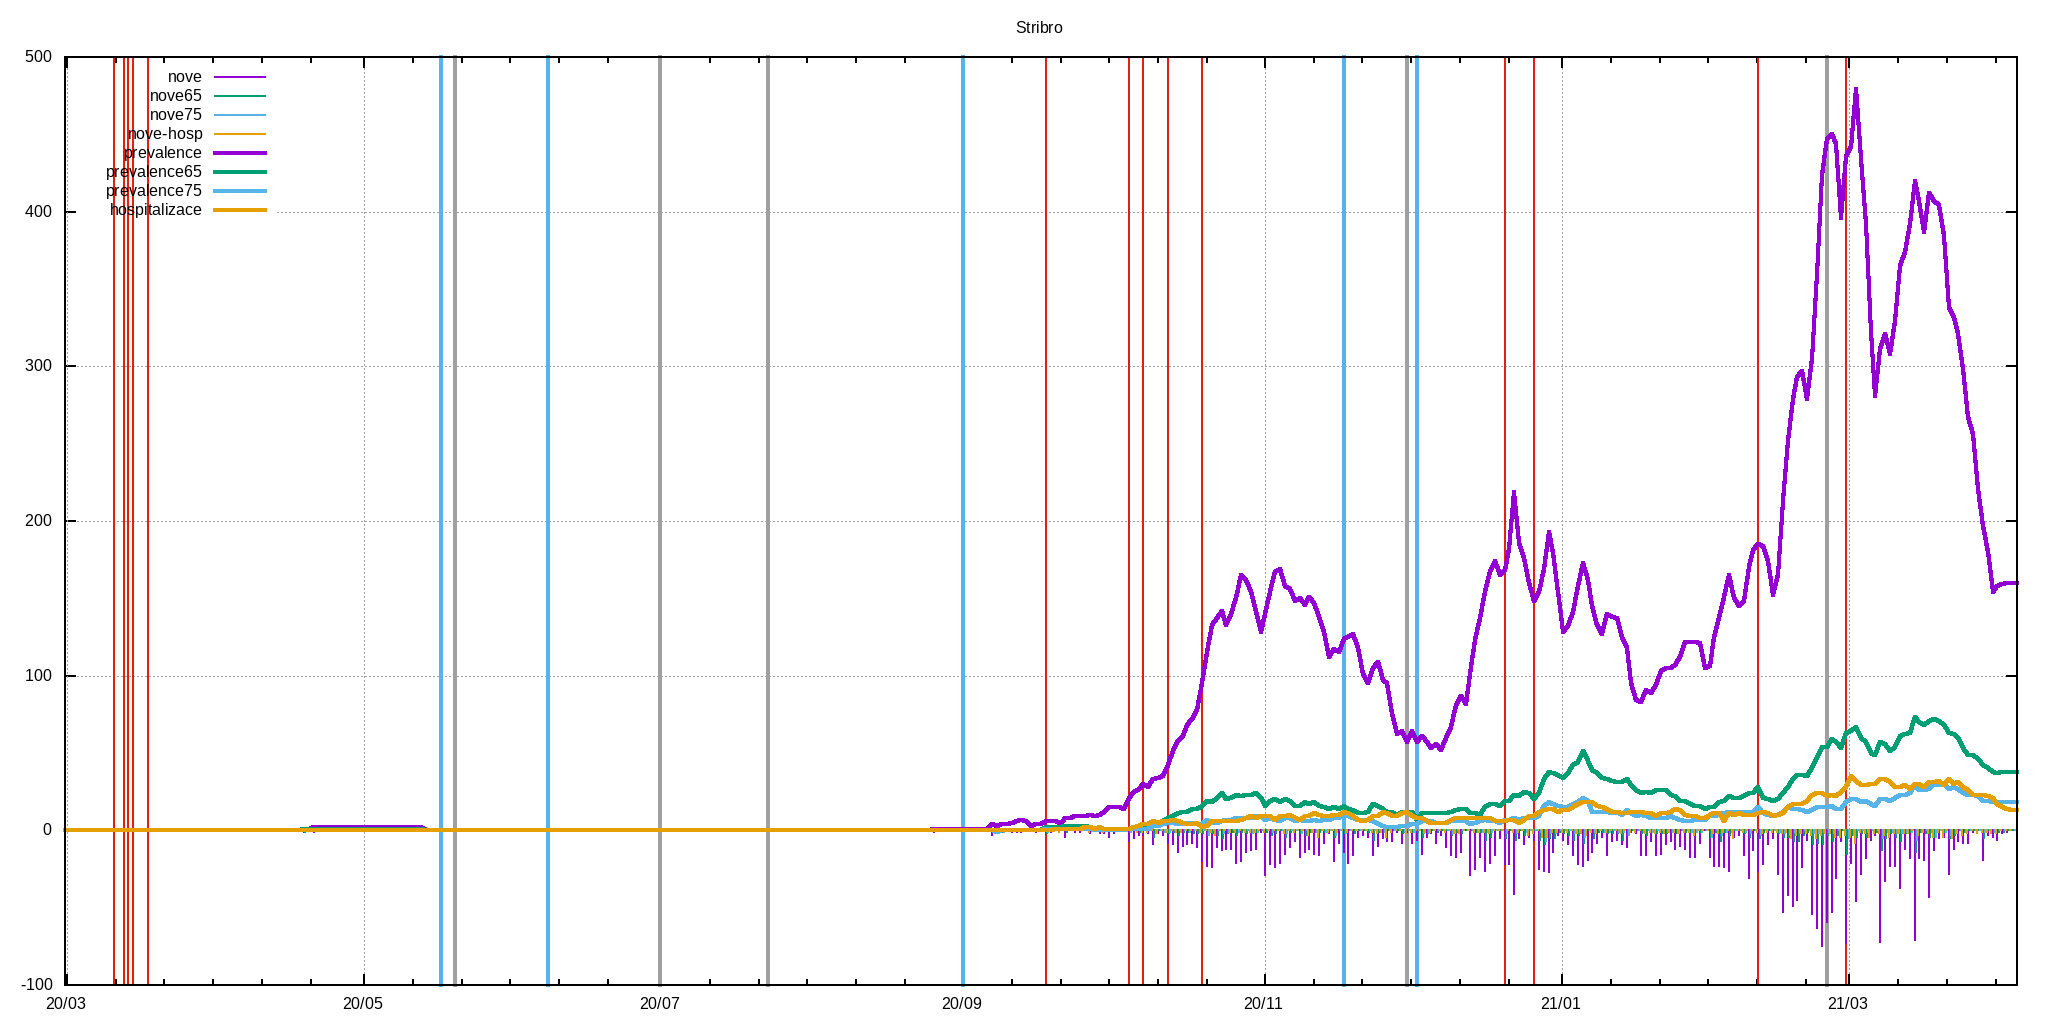 Stribro
500
400
300
200
100
0
-100
nove
nove65
nove75
nove-hosp
prevalence
prevalence65
prevalence75
hospitalizace
20/03 20/05 20/07 20/09 20/11 21/01 21/03